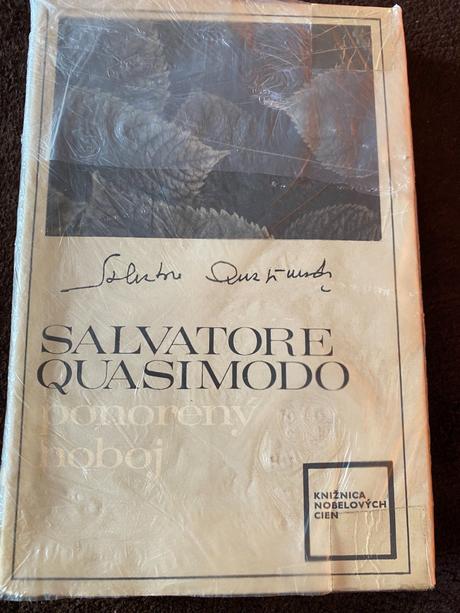 Salvatore Quasimodo
SALVATORE
QUASIMODO
ponorený
hoboj
KNIŽNICA
NOBELOVÝCH
CIEN